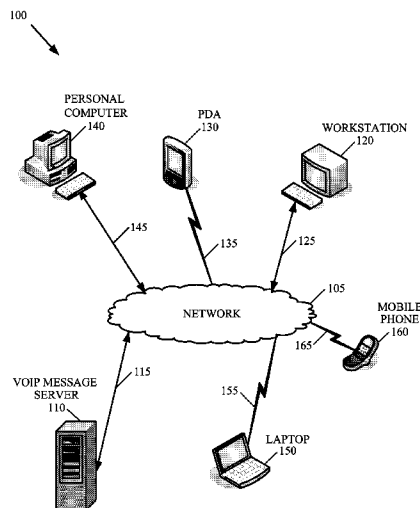 100
PERSONAL
COMPUTER
140
PDA
130
WORKSTATION
120
145
135
125
105
NETWORK
MOBILE
PHONE
160
165
VOIP MESSAGE
SERVER
110
115
155
LAPTOP
150